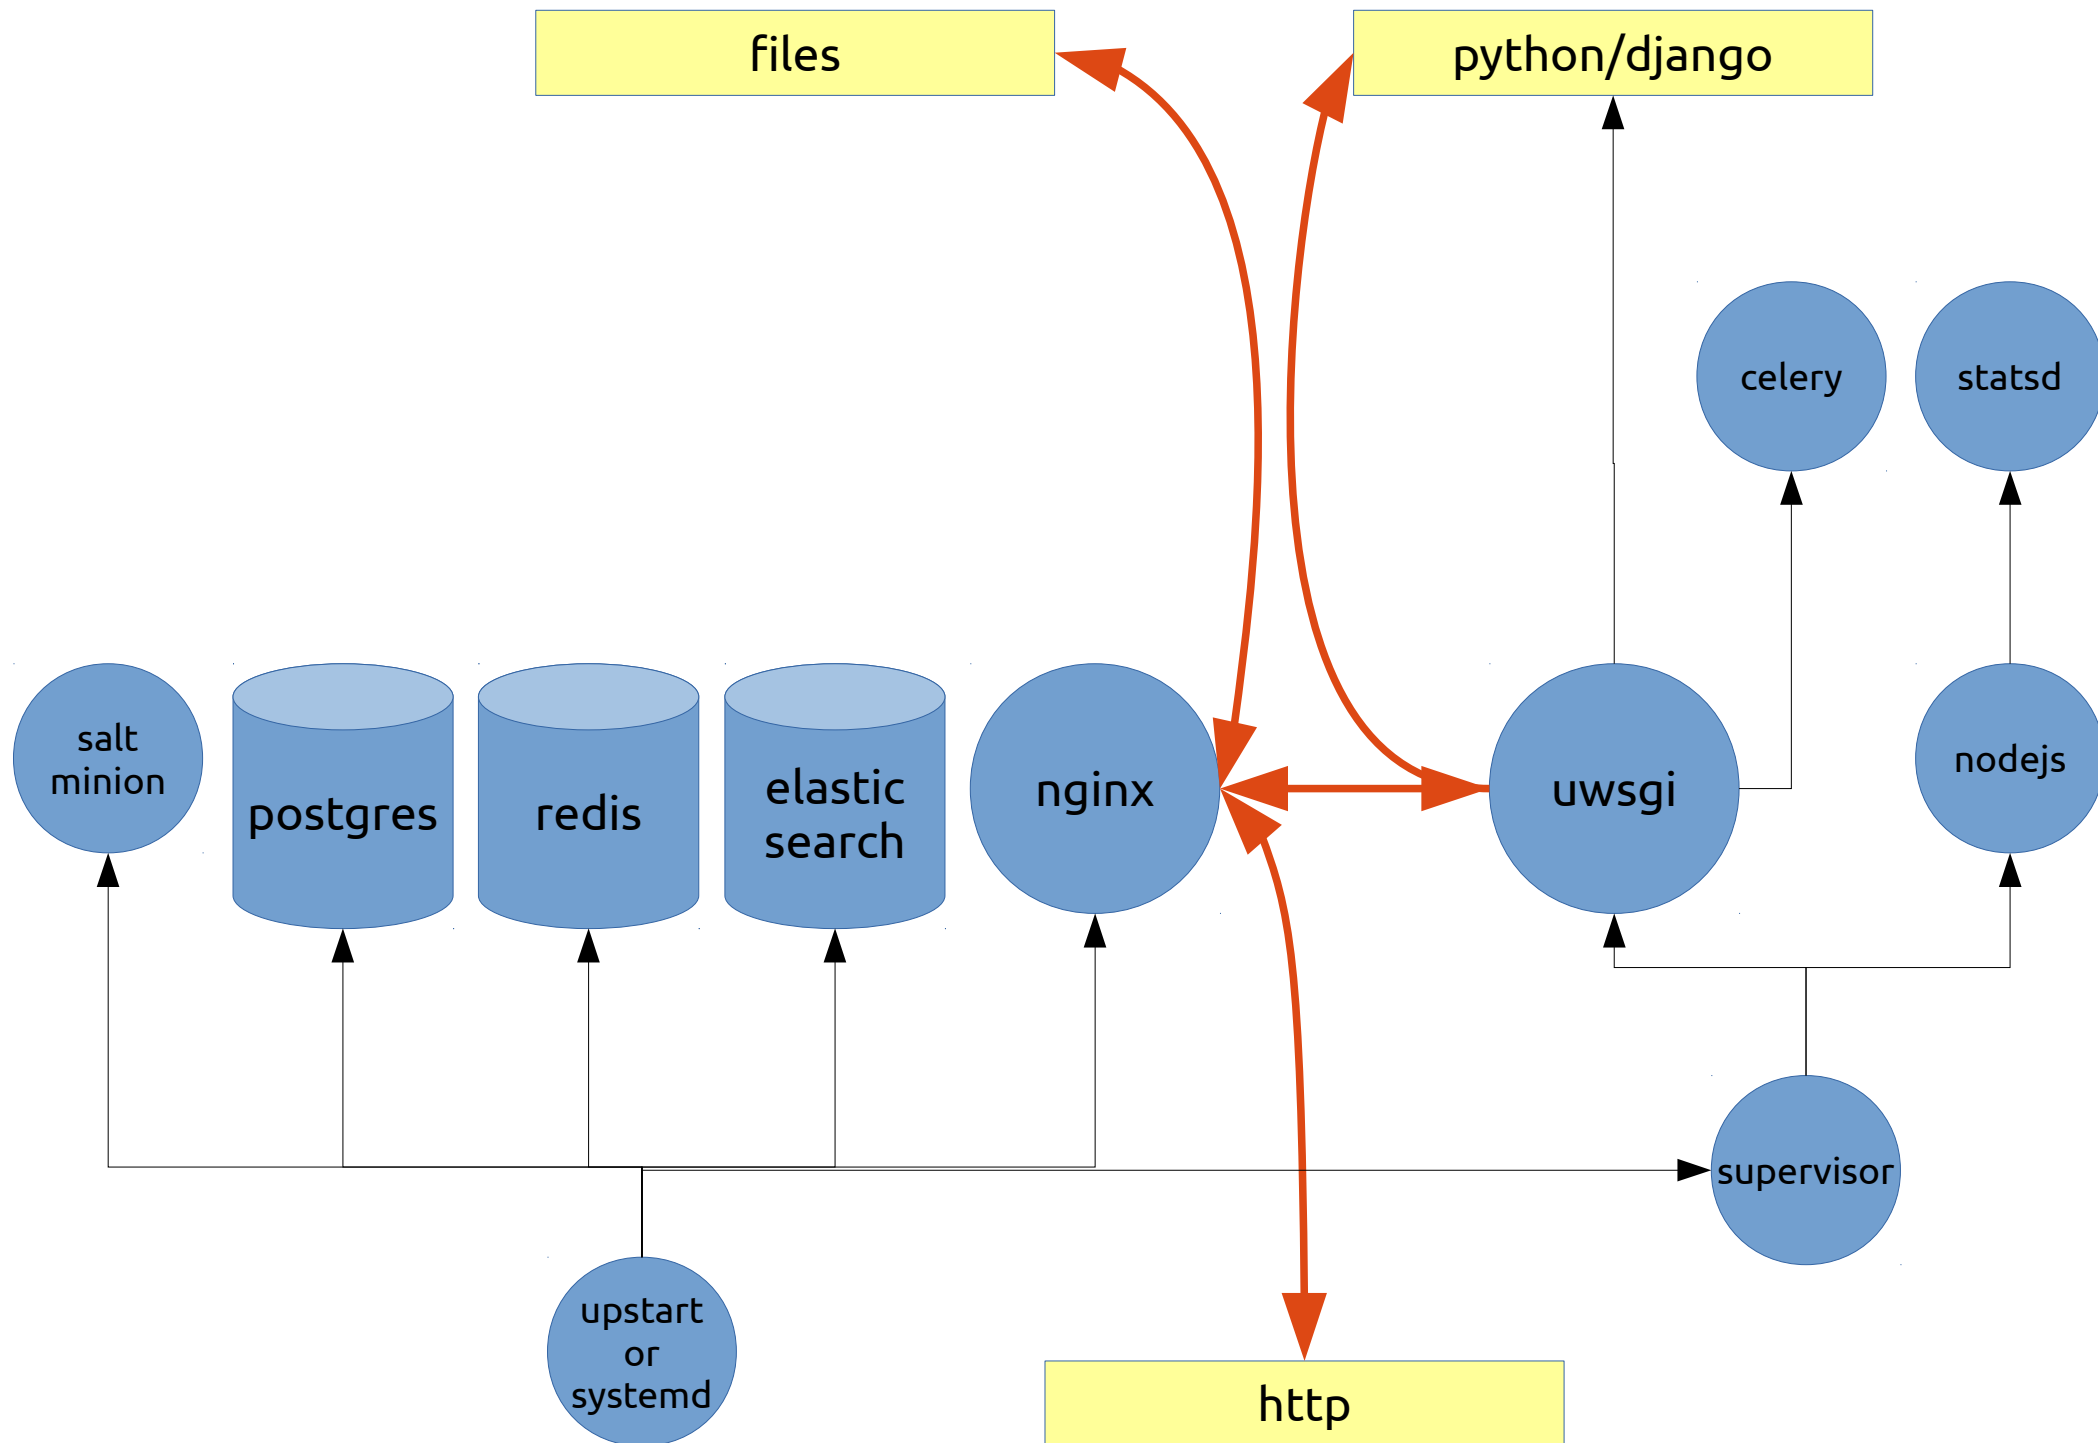 files
python/django
celery
statsd
salt
minion
postgres
redis
elastic
search
nginx
uwsgi
nodejs
supervisor
upstart
or
systemd
http